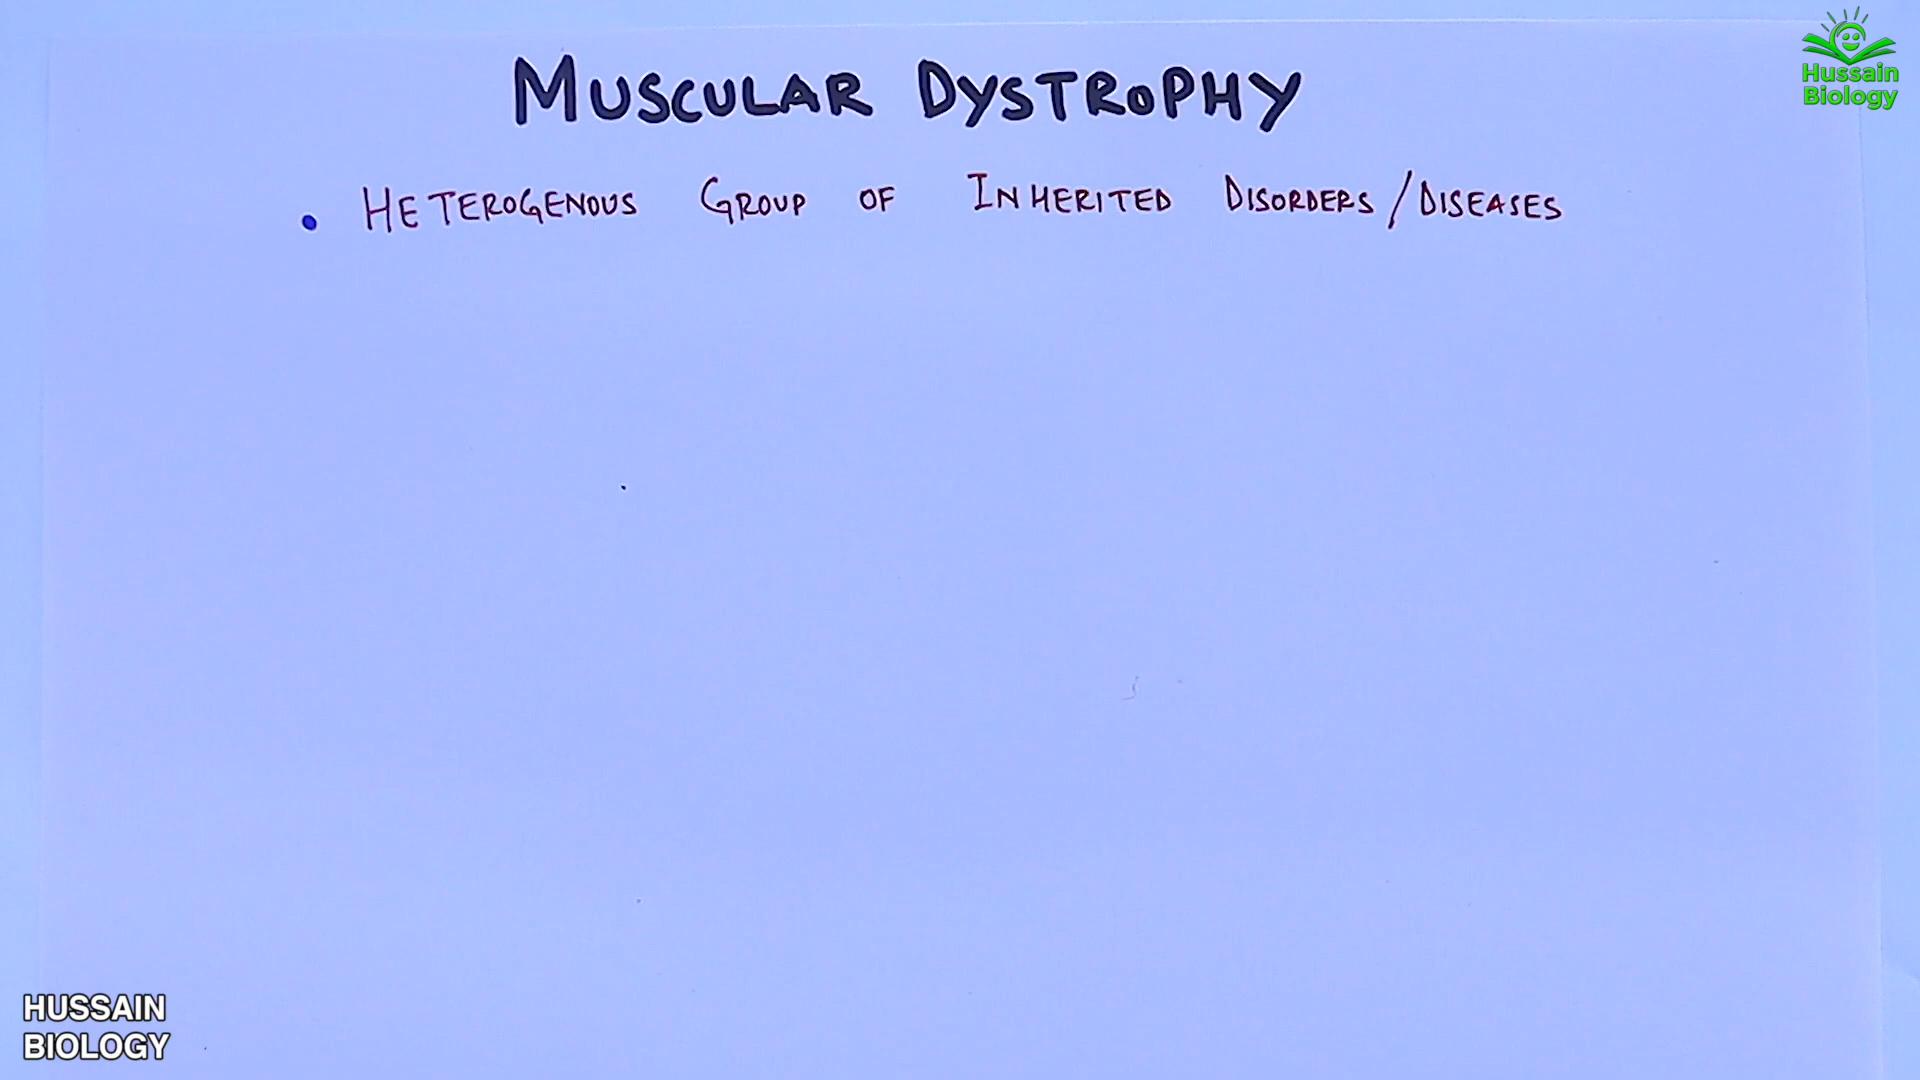 MUSCULAR DYSTROPHY
• HETEROGENOUS GROUP OF INHERITED DISORDERS/DISEASES
Hussain
Biology
HUSSAIN
BIOLOGY